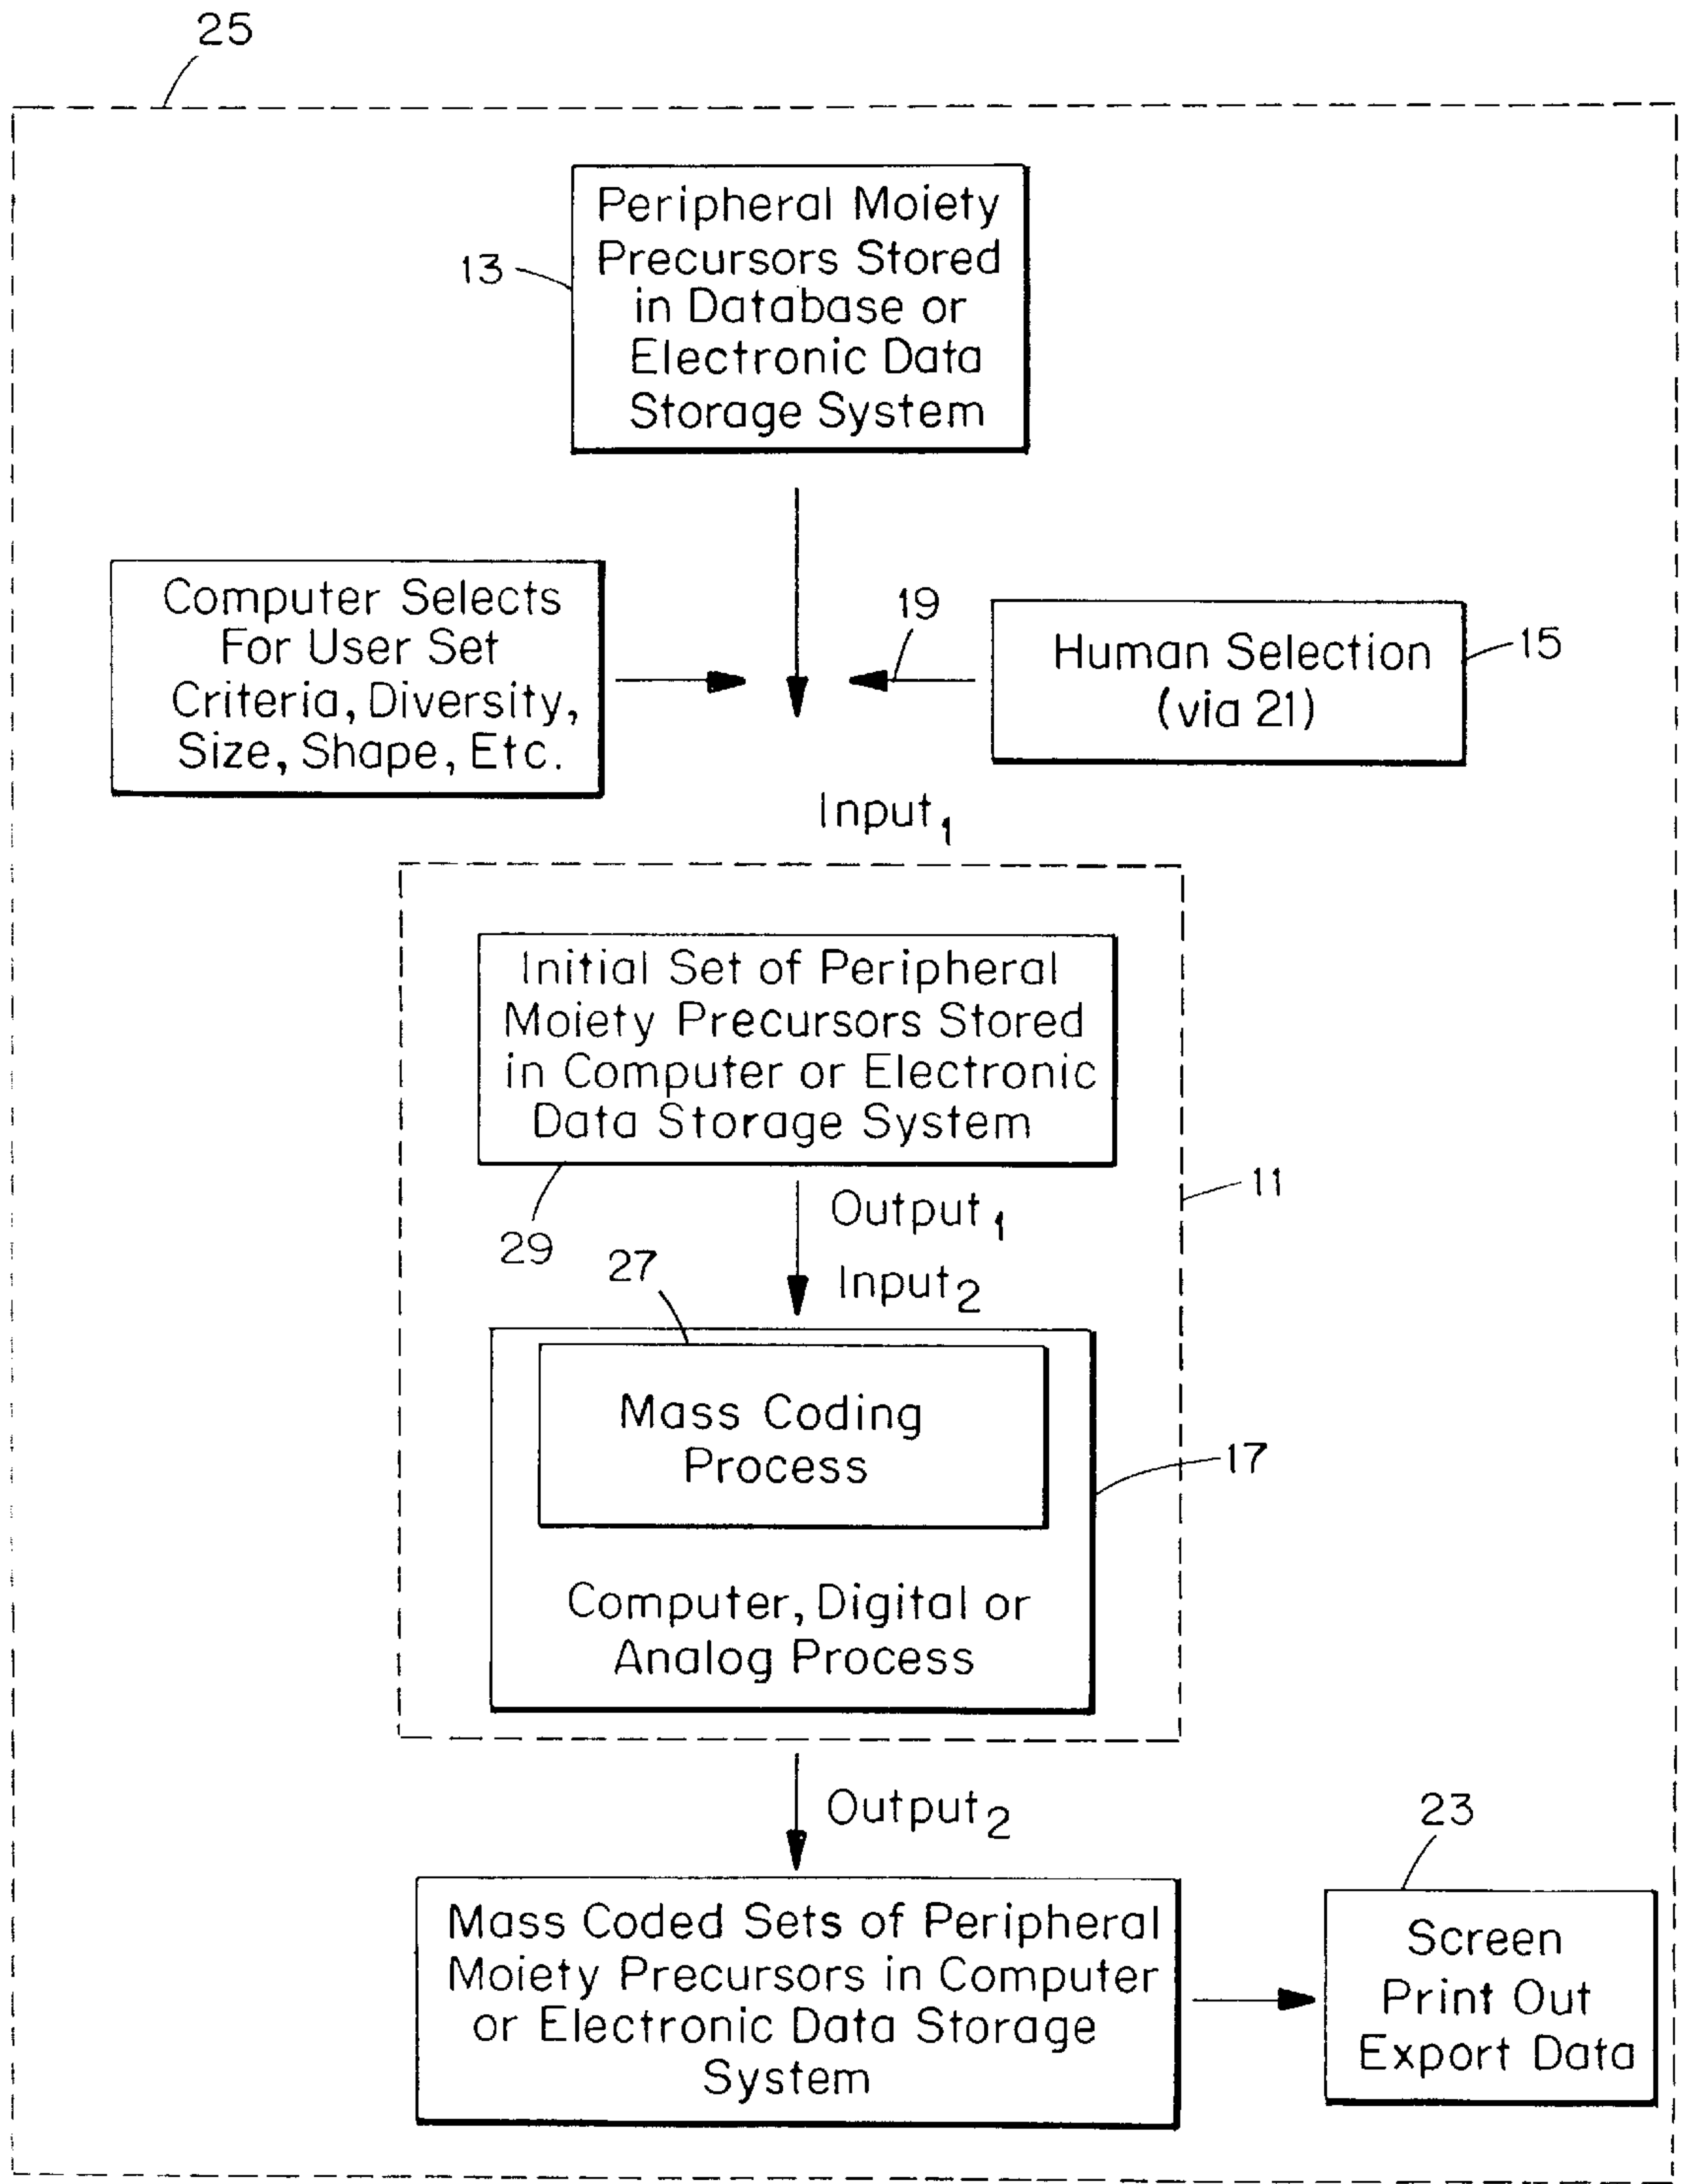 25
Peripheral Moiety
Precursors Stored
in Database or
Electronic Data
Storage System
13
Computer Selects
For User Set
Criteria, Diversity,
Size, Shape, Etc.
19
Human Selection
(via 21)
15
Input1
Initial Set of Peripheral
Moiety Precursors Stored
in Computer or Electronic
Data Storage System
29
Output1
11
Input2
27
Mass Coding
Process
17
Computer, Digital or
Analog Process
Output2
Mass Coded Sets of Peripheral
Moiety Precursors in Computer
or Electronic Data Storage
System
23
Screen
Print Out
Export Data